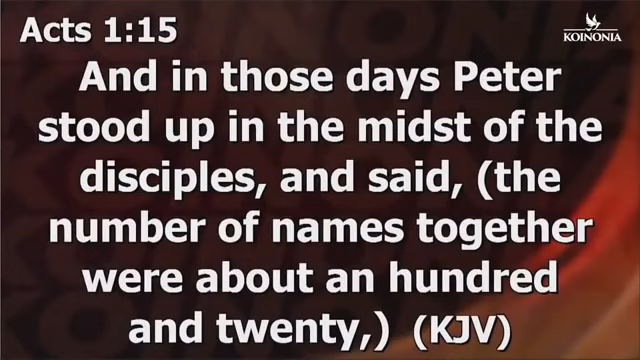 Acts 1:15
KOINONIA
And in those days Peter
stood up in the midst of the
disciples, and said, (the
number of names together
were about an hundred
and twenty,) (KJV)